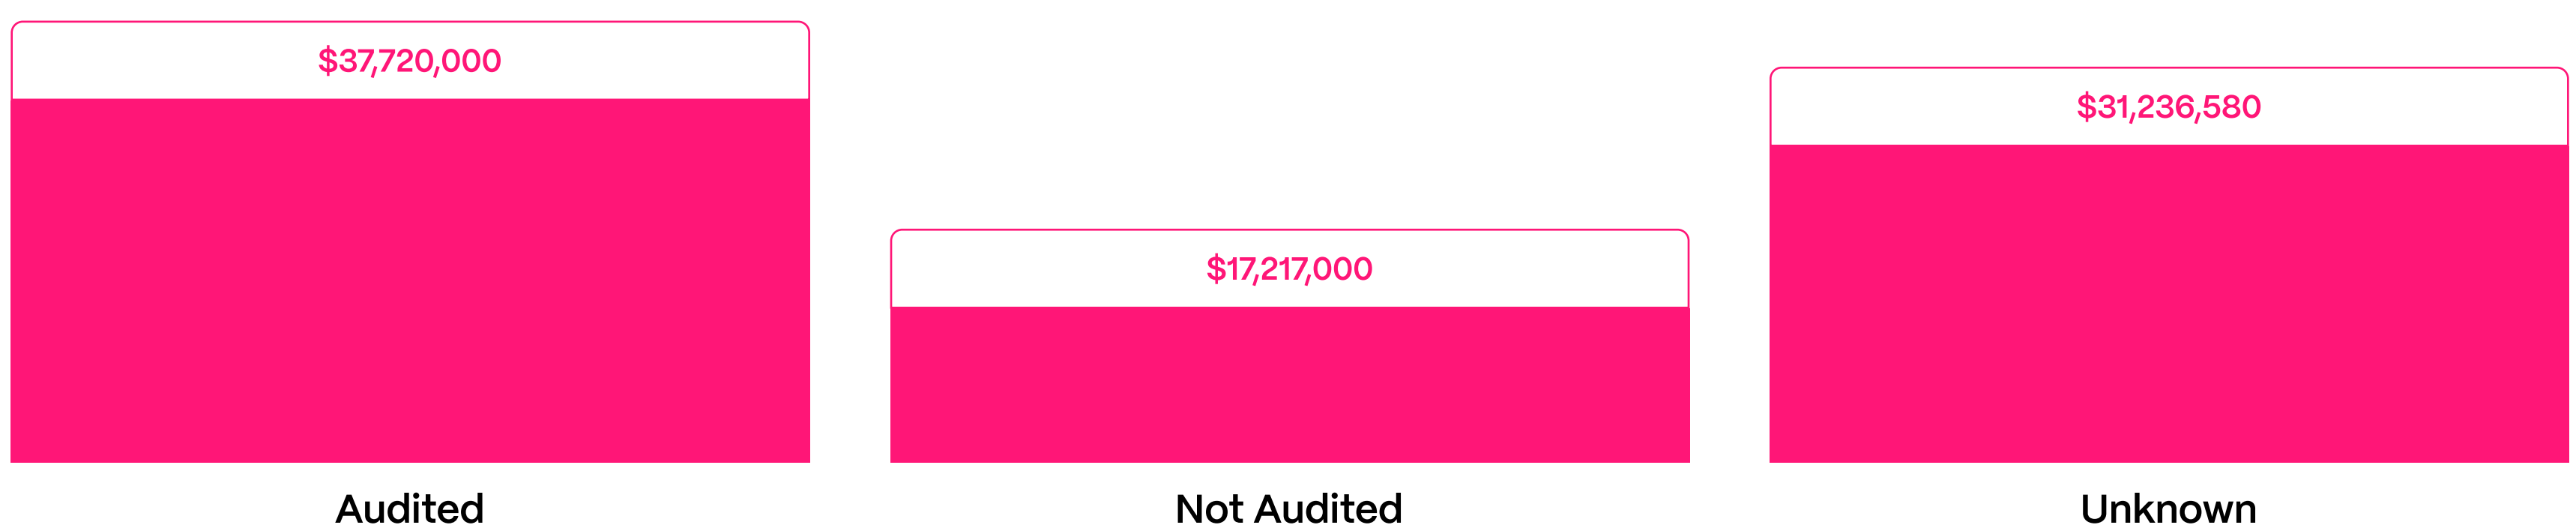 $37,720,000
$17,217,000
$31,236,580
Audited
Not Audited
Unknown